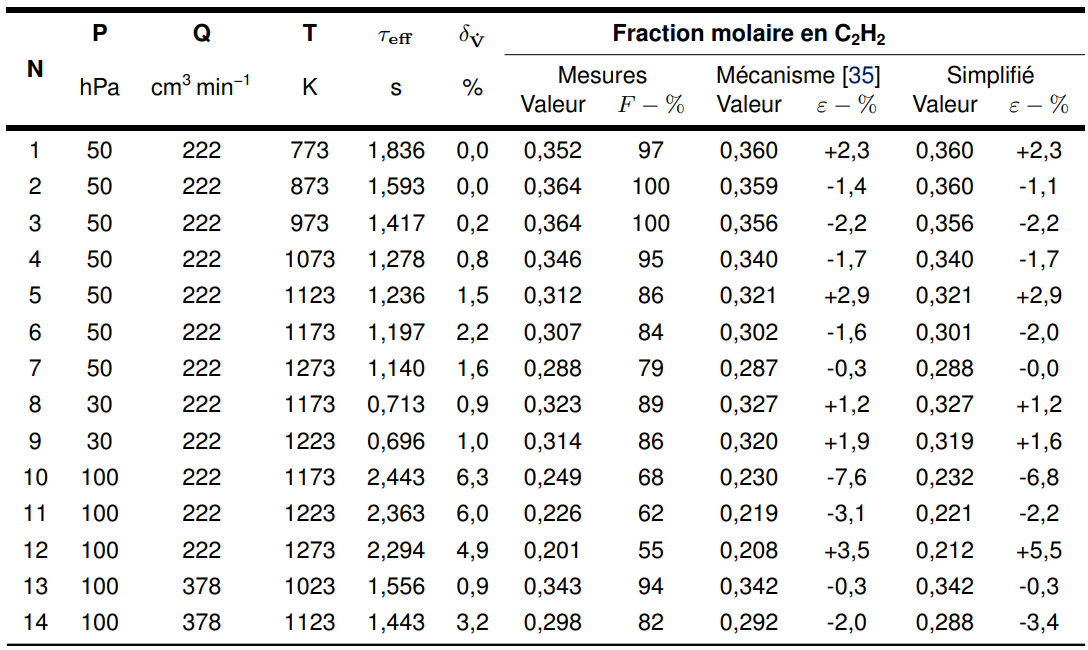 P Q T τeff δV̇ Fraction molaire en C₂H₂
N
hPa cm³ min⁻¹ K s %
Mesures Mécanisme [35] Simplifié
Valeur F – % Valeur ε – % Valeur ε – %
1 50 222 773 1,836 0,0 0,352 97 0,360 +2,3 0,360 +2,3
2 50 222 873 1,593 0,0 0,364 100 0,359 -1,4 0,360 -1,1
3 50 222 973 1,417 0,2 0,364 100 0,356 -2,2 0,356 -2,2
4 50 222 1073 1,278 0,8 0,346 95 0,340 -1,7 0,340 -1,7
5 50 222 1123 1,236 1,5 0,312 86 0,321 +2,9 0,321 +2,9
6 50 222 1173 1,197 2,2 0,307 84 0,302 -1,6 0,301 -2,0
7 50 222 1273 1,140 1,6 0,288 79 0,287 -0,3 0,288 -0,0
8 30 222 1173 0,713 0,9 0,323 89 0,327 +1,2 0,327 +1,2
9 30 222 1223 0,696 1,0 0,314 86 0,320 +1,9 0,319 +1,6
10 100 222 1173 2,443 6,3 0,249 68 0,230 -7,6 0,232 -6,8
11 100 222 1223 2,363 6,0 0,226 62 0,219 -3,1 0,221 -2,2
12 100 222 1273 2,294 4,9 0,201 55 0,208 +3,5 0,212 +5,5
13 100 378 1023 1,556 0,9 0,343 94 0,342 -0,3 0,342 -0,3
14 100 378 1123 1,443 3,2 0,298 82 0,292 -2,0 0,288 -3,4